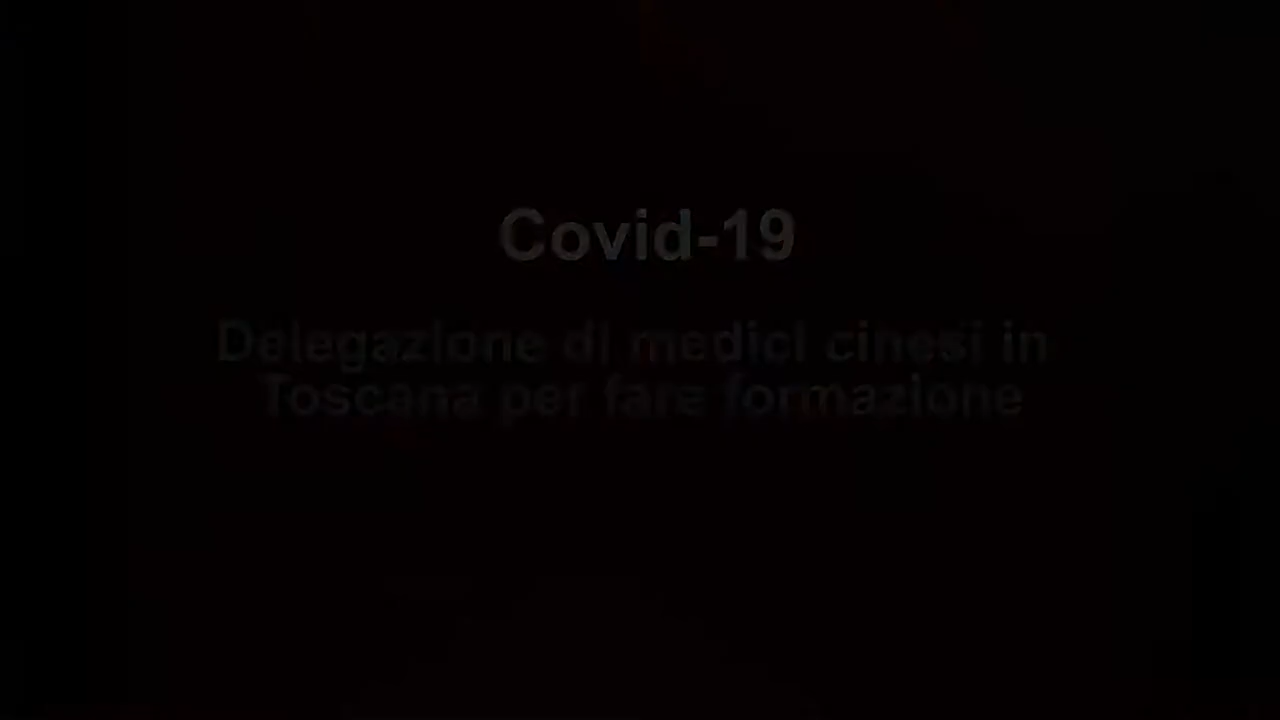 Covid-19
Delegazione di medici cinesi in
Toscana per fare formazione